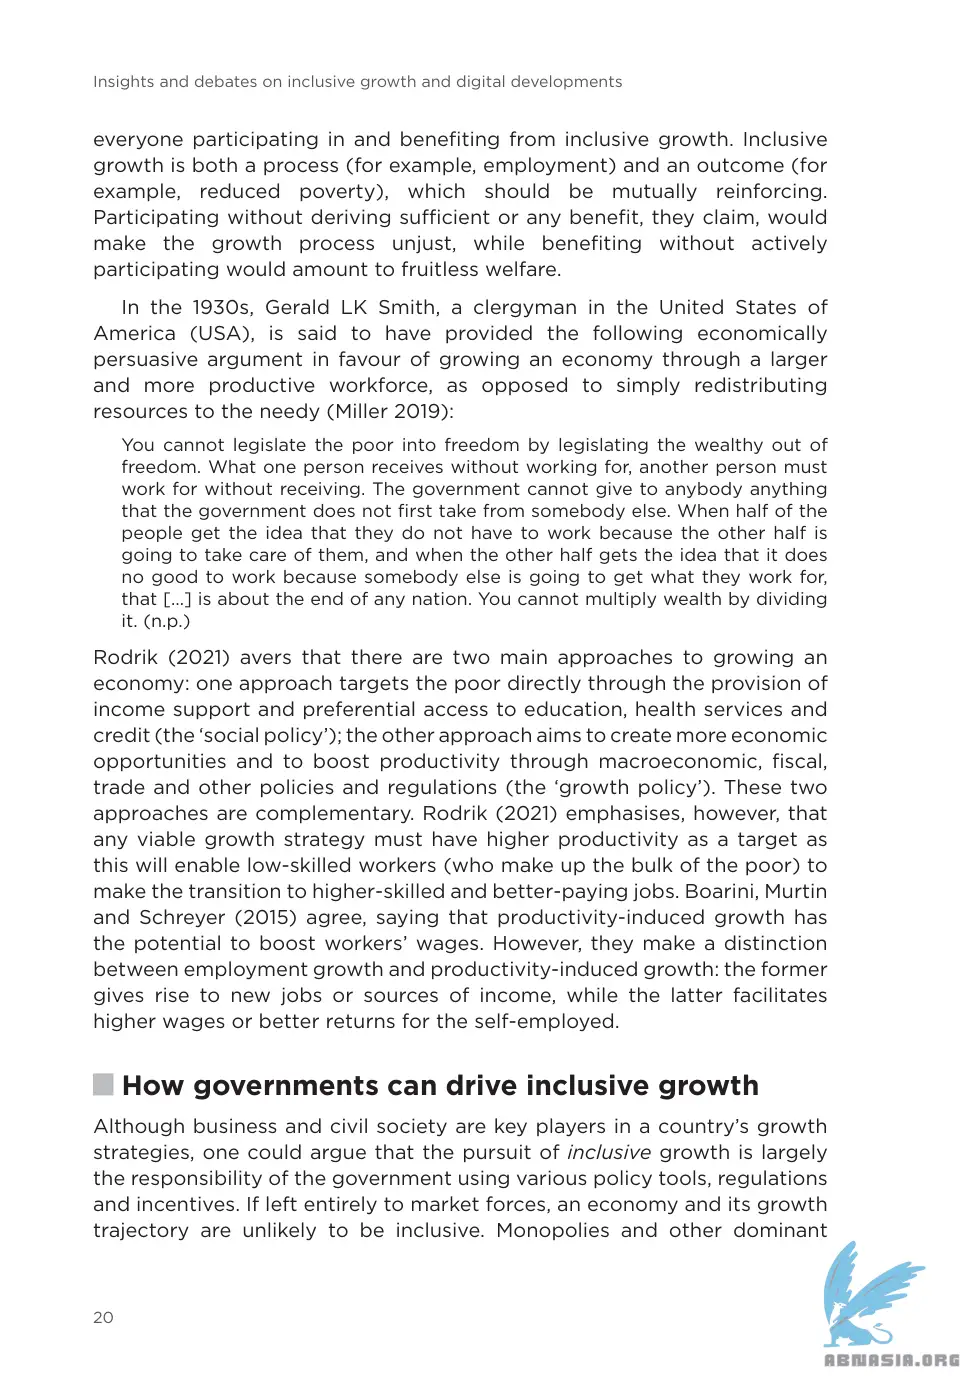 Insights and debates on inclusive growth and digital developments
everyone participating in and benefiting from inclusive growth. Inclusive
growth is both a process (for example, employment) and an outcome (for
example, reduced poverty), which should be mutually reinforcing.
Participating without deriving sufficient or any benefit, they claim, would
make the growth process unjust, while benefiting without actively
participating would amount to fruitless welfare.
In the 1930s, Gerald LK Smith, a clergyman in the United States of
America (USA), is said to have provided the following economically
persuasive argument in favour of growing an economy through a larger
and more productive workforce, as opposed to simply redistributing
resources to the needy (Miller 2019):
You cannot legislate the poor into freedom by legislating the wealthy out of
freedom. What one person receives without working for, another person must
work for without receiving. The government cannot give to anybody anything
that the government does not first take from somebody else. When half of the
people get the idea that they do not have to work because the other half is
going to take care of them, and when the other half gets the idea that it does
no good to work because somebody else is going to get what they work for,
that [...] is about the end of any nation. You cannot multiply wealth by dividing
it. (n.p.)
Rodrik (2021) avers that there are two main approaches to growing an
economy: one approach targets the poor directly through the provision of
income support and preferential access to education, health services and
credit (the ‘social policy’); the other approach aims to create more economic
opportunities and to boost productivity through macroeconomic, fiscal,
trade and other policies and regulations (the ‘growth policy’). These two
approaches are complementary. Rodrik (2021) emphasises, however, that
any viable growth strategy must have higher productivity as a target as
this will enable low-skilled workers (who make up the bulk of the poor) to
make the transition to higher-skilled and better-paying jobs. Boarini, Murtin
and Schreyer (2015) agree, saying that productivity-induced growth has
the potential to boost workers’ wages. However, they make a distinction
between employment growth and productivity-induced growth: the former
gives rise to new jobs or sources of income, while the latter facilitates
higher wages or better returns for the self-employed.
How governments can drive inclusive growth
Although business and civil society are key players in a country’s growth
strategies, one could argue that the pursuit of inclusive growth is largely
the responsibility of the government using various policy tools, regulations
and incentives. If left entirely to market forces, an economy and its growth
trajectory are unlikely to be inclusive. Monopolies and other dominant
20
ABNASIA.ORG